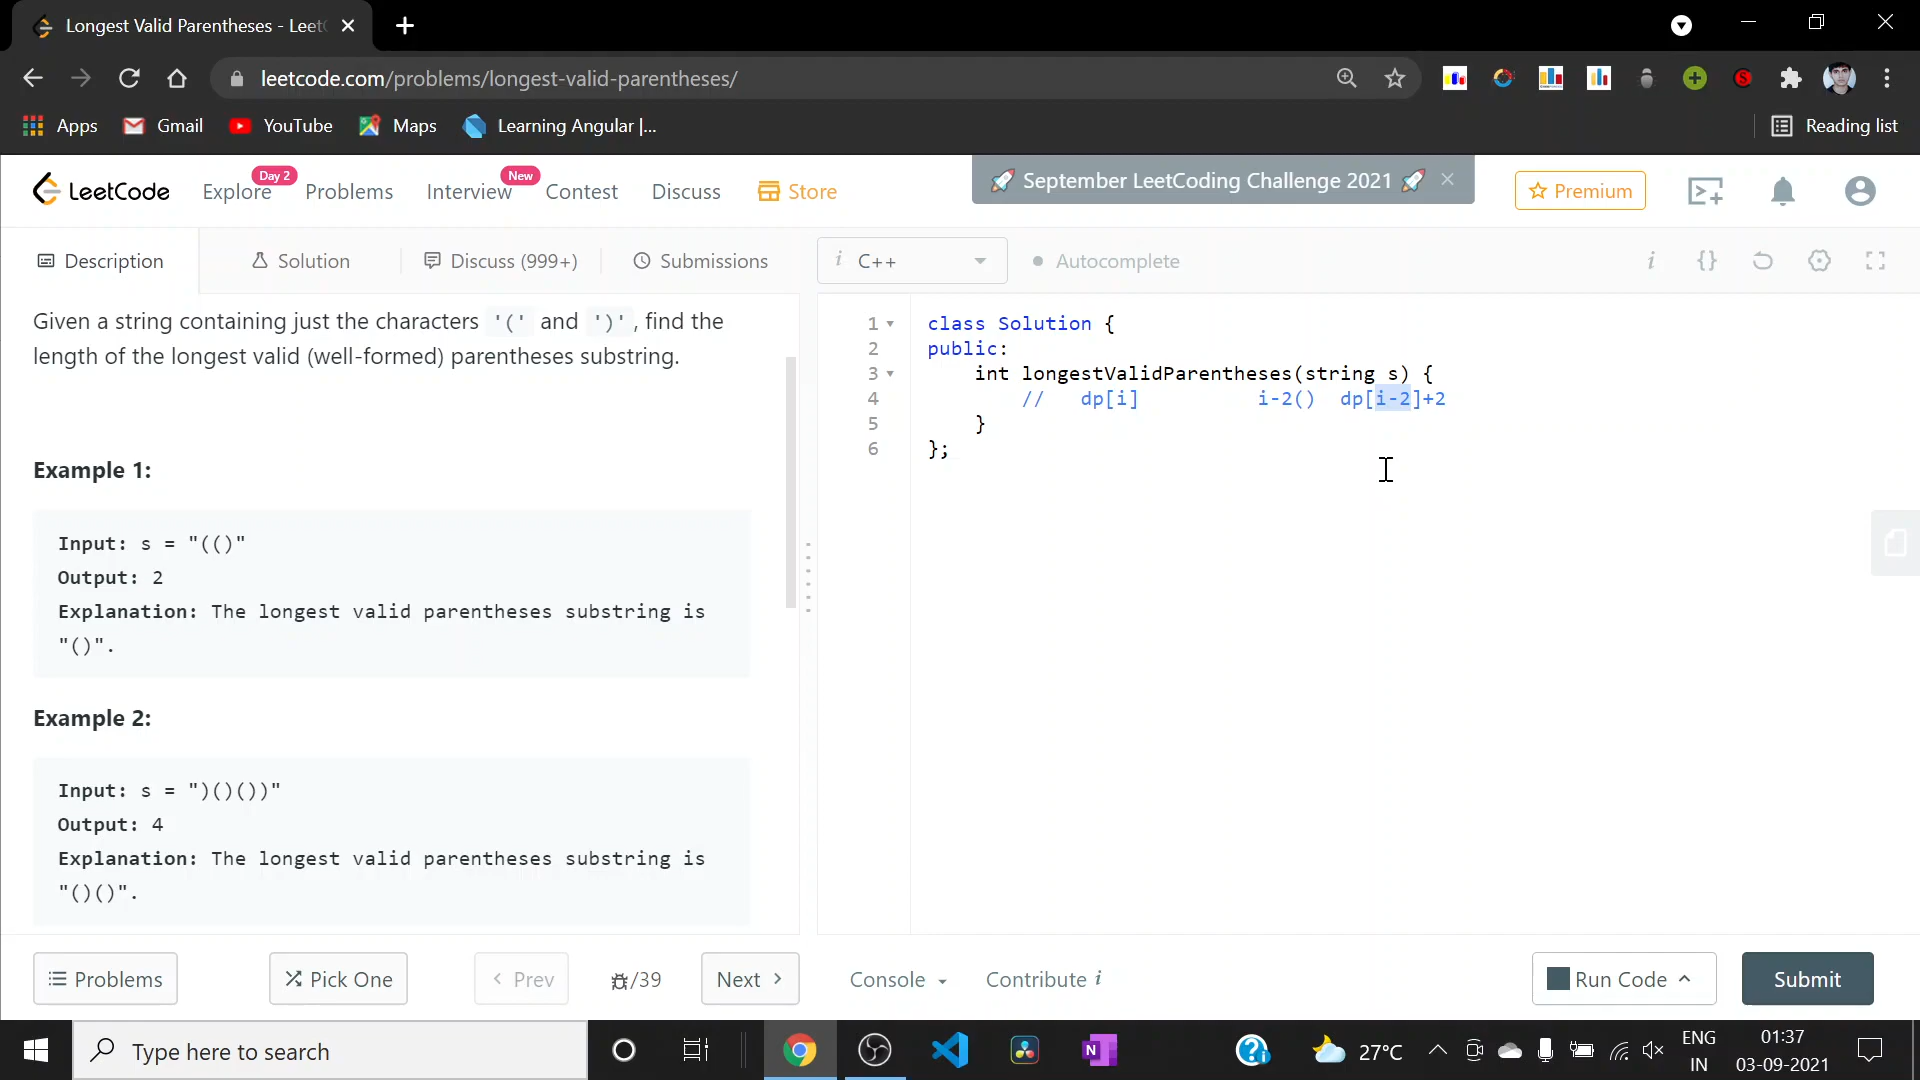 Longest Valid Parentheses - Leet
leetcode.com/problems/longest-valid-parentheses/
Apps
Gmail
YouTube
Maps
Learning Angular |...
Reading list
LeetCode
Explore
Day 2
Problems
Interview
New
Contest
Discuss
Store
September LeetCoding Challenge 2021
Premium
Description
Solution
Discuss (999+)
Submissions
i C++
Autocomplete
Given a string containing just the characters '(' and ')', find the
length of the longest valid (well-formed) parentheses substring.
Example 1:
Input: s = "(()"
Output: 2
Explanation: The longest valid parentheses substring is
"()".
Example 2:
Input: s = ")()())"
Output: 4
Explanation: The longest valid parentheses substring is
"()()".
1 class Solution {
2 public:
3 int longestValidParentheses(string s) {
4 // dp[i] i-2() dp[i-2]+2
5 }
6 };
Problems
Pick One
Prev
/39
Next
Console
Contribute i
Run Code
Submit
Type here to search
27°C
ENG
IN
01:37
03-09-2021